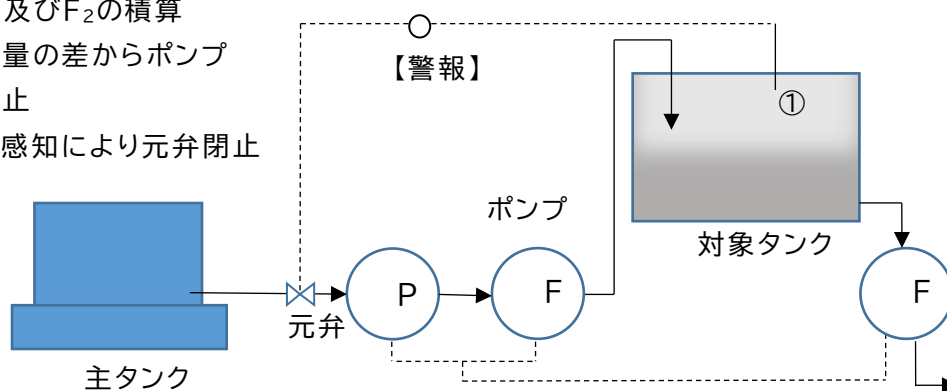 及びF₂の積算
量の差からポンプ
止
感知により元弁閉止
【警報】
①
ポンプ
対象タンク
P
F
F
元弁
主タンク